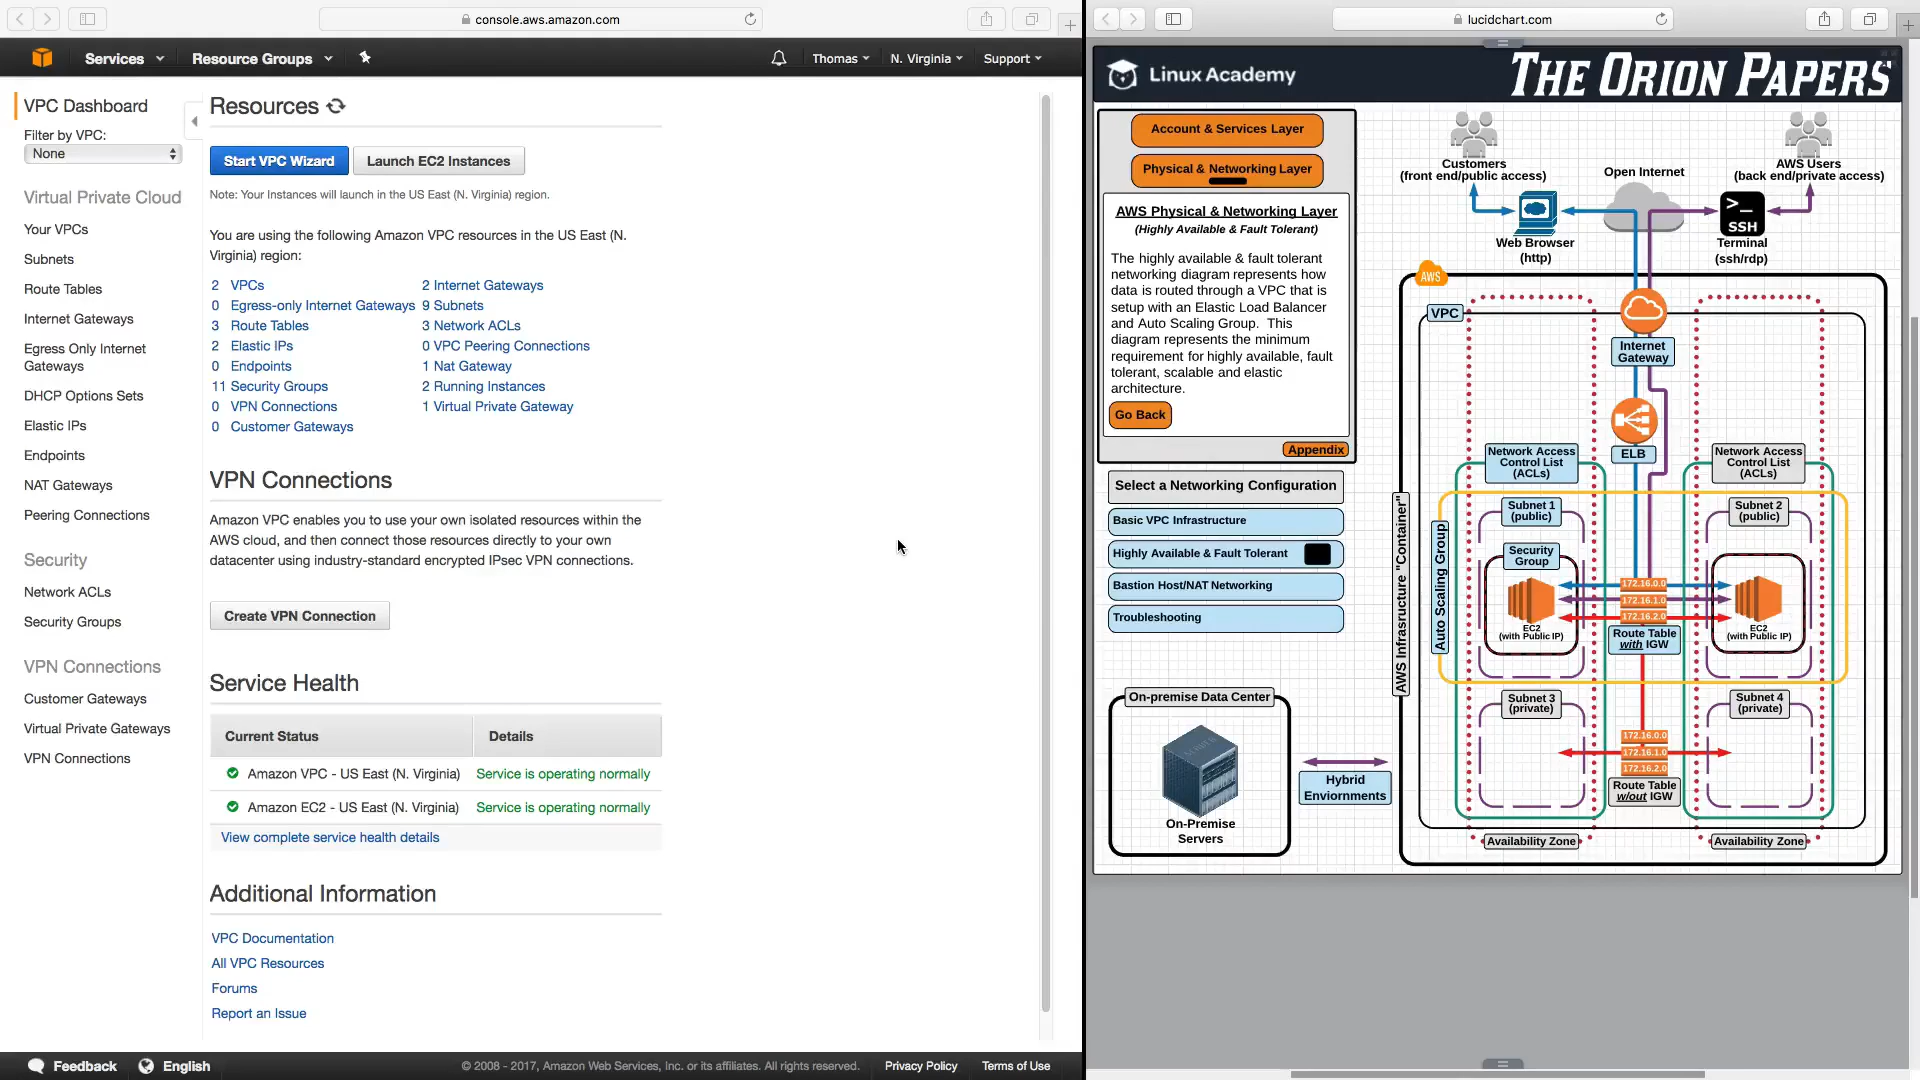 console.aws.amazon.com
Services
Resource Groups
Thomas
N. Virginia
Support
VPC Dashboard
Filter by VPC:
None
Virtual Private Cloud
Your VPCs
Subnets
Route Tables
Internet Gateways
Egress Only Internet
Gateways
DHCP Options Sets
Elastic IPs
Endpoints
NAT Gateways
Peering Connections
Security
Network ACLs
Security Groups
VPN Connections
Customer Gateways
Virtual Private Gateways
VPN Connections
Resources
Start VPC Wizard
Launch EC2 Instances
Note: Your Instances will launch in the US East (N. Virginia) region.
You are using the following Amazon VPC resources in the US East (N.
Virginia) region:
2 VPCs
2 Internet Gateways
0 Egress-only Internet Gateways
9 Subnets
3 Route Tables
3 Network ACLs
2 Elastic IPs
0 VPC Peering Connections
0 Endpoints
1 Nat Gateway
11 Security Groups
2 Running Instances
0 VPN Connections
1 Virtual Private Gateway
0 Customer Gateways
VPN Connections
Amazon VPC enables you to use your own isolated resources within the
AWS cloud, and then connect those resources directly to your own
datacenter using industry-standard encrypted IPsec VPN connections.
Create VPN Connection
Service Health
Current Status
Details
Amazon VPC - US East (N. Virginia)
Service is operating normally
Amazon EC2 - US East (N. Virginia)
Service is operating normally
View complete service health details
Additional Information
VPC Documentation
All VPC Resources
Forums
Report an Issue
Feedback
English
© 2008 - 2017, Amazon Web Services, Inc. or its affiliates. All rights reserved.
Privacy Policy
Terms of Use
lucidchart.com
Linux Academy
The Orion Papers
Account & Services Layer
Physical & Networking Layer
AWS Physical & Networking Layer
(Highly Available & Fault Tolerant)
The highly available & fault tolerant
networking diagram represents how
data is routed through a VPC that is
setup with an Elastic Load Balancer
and Auto Scaling Group. This
diagram represents the minimum
requirement for highly available, fault
tolerant, scalable and elastic
architecture.
Go Back
Appendix
Select a Networking Configuration
Basic VPC Infrastructure
Highly Available & Fault Tolerant
Bastion Host/NAT Networking
Troubleshooting
On-premise Data Center
On-Premise
Servers
Hybrid
Enviornments
Customers
(front end/public access)
Open Internet
AWS Users
(back end/private access)
Web Browser
(http)
>_
SSH
Terminal
(ssh/rdp)
AWS
VPC
Internet
Gateway
ELB
Network Access
Control List
(ACLs)
Network Access
Control List
(ACLs)
AWS Infrasructure "Container"
Auto Scaling Group
Subnet 1
(public)
Subnet 2
(public)
Security
Group
EC2
(with Public IP)
172.16.0.0
172.16.1.0
172.16.2.0
Route Table
with IGW
EC2
(with Public IP)
Subnet 3
(private)
Subnet 4
(private)
172.16.0.0
172.16.1.0
172.16.2.0
Route Table
w/out IGW
Availability Zone
Availability Zone